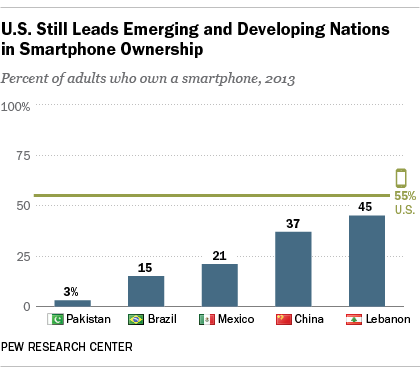 U.S. Still Leads Emerging and Developing Nations
in Smartphone Ownership
Percent of adults who own a smartphone, 2013
100%
75
50
25
0
55%
U.S.
3%
15
21
37
45
Pakistan
Brazil
Mexico
China
Lebanon
PEW RESEARCH CENTER